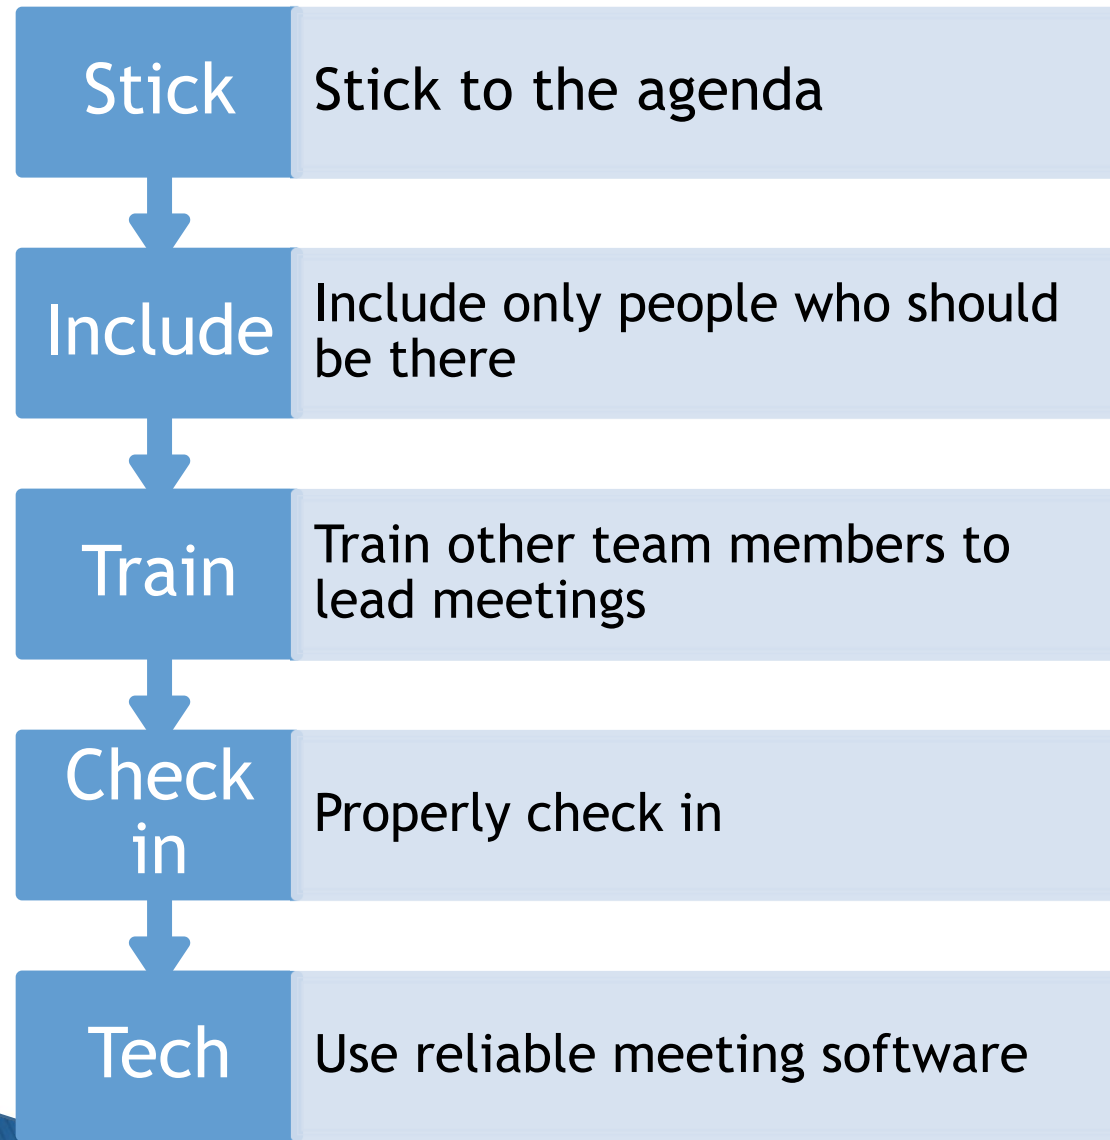 Stick
Stick to the agenda
Include
Include only people who should
be there
Train
Train other team members to
lead meetings
Check
in
Properly check in
Tech
Use reliable meeting software